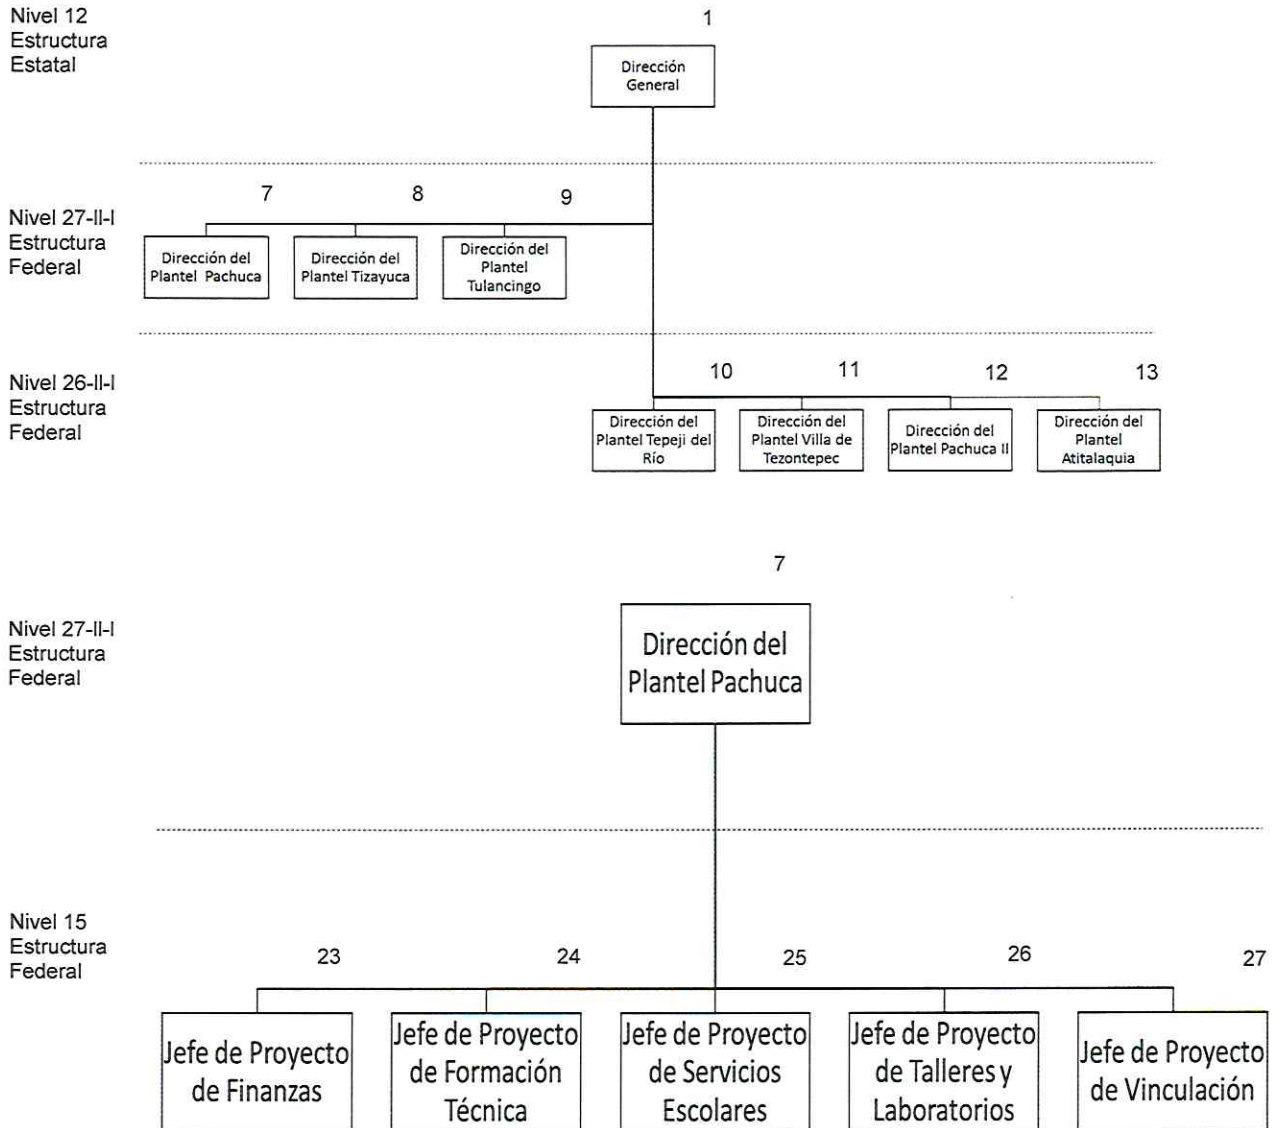 Nivel 12
Estructura
Estatal
1
Dirección
General
Nivel 27-II-I
Estructura
Federal
7
8
9
Dirección del
Plantel Pachuca
Dirección del
Plantel Tizayuca
Dirección del
Plantel
Tulancingo
Nivel 26-II-I
Estructura
Federal
10
11
12
13
Dirección del
Plantel Tepeji del
Río
Dirección del
Plantel Villa de
Tezontepec
Dirección del
Plantel Pachuca II
Dirección del
Plantel
Atitalaquia
7
Nivel 27-II-I
Estructura
Federal
Dirección del
Plantel Pachuca
Nivel 15
Estructura
Federal
23
24
25
26
27
Jefe de Proyecto
de Finanzas
Jefe de Proyecto
de Formación
Técnica
Jefe de Proyecto
de Servicios
Escolares
Jefe de Proyecto
de Talleres y
Laboratorios
Jefe de Proyecto
de Vinculación